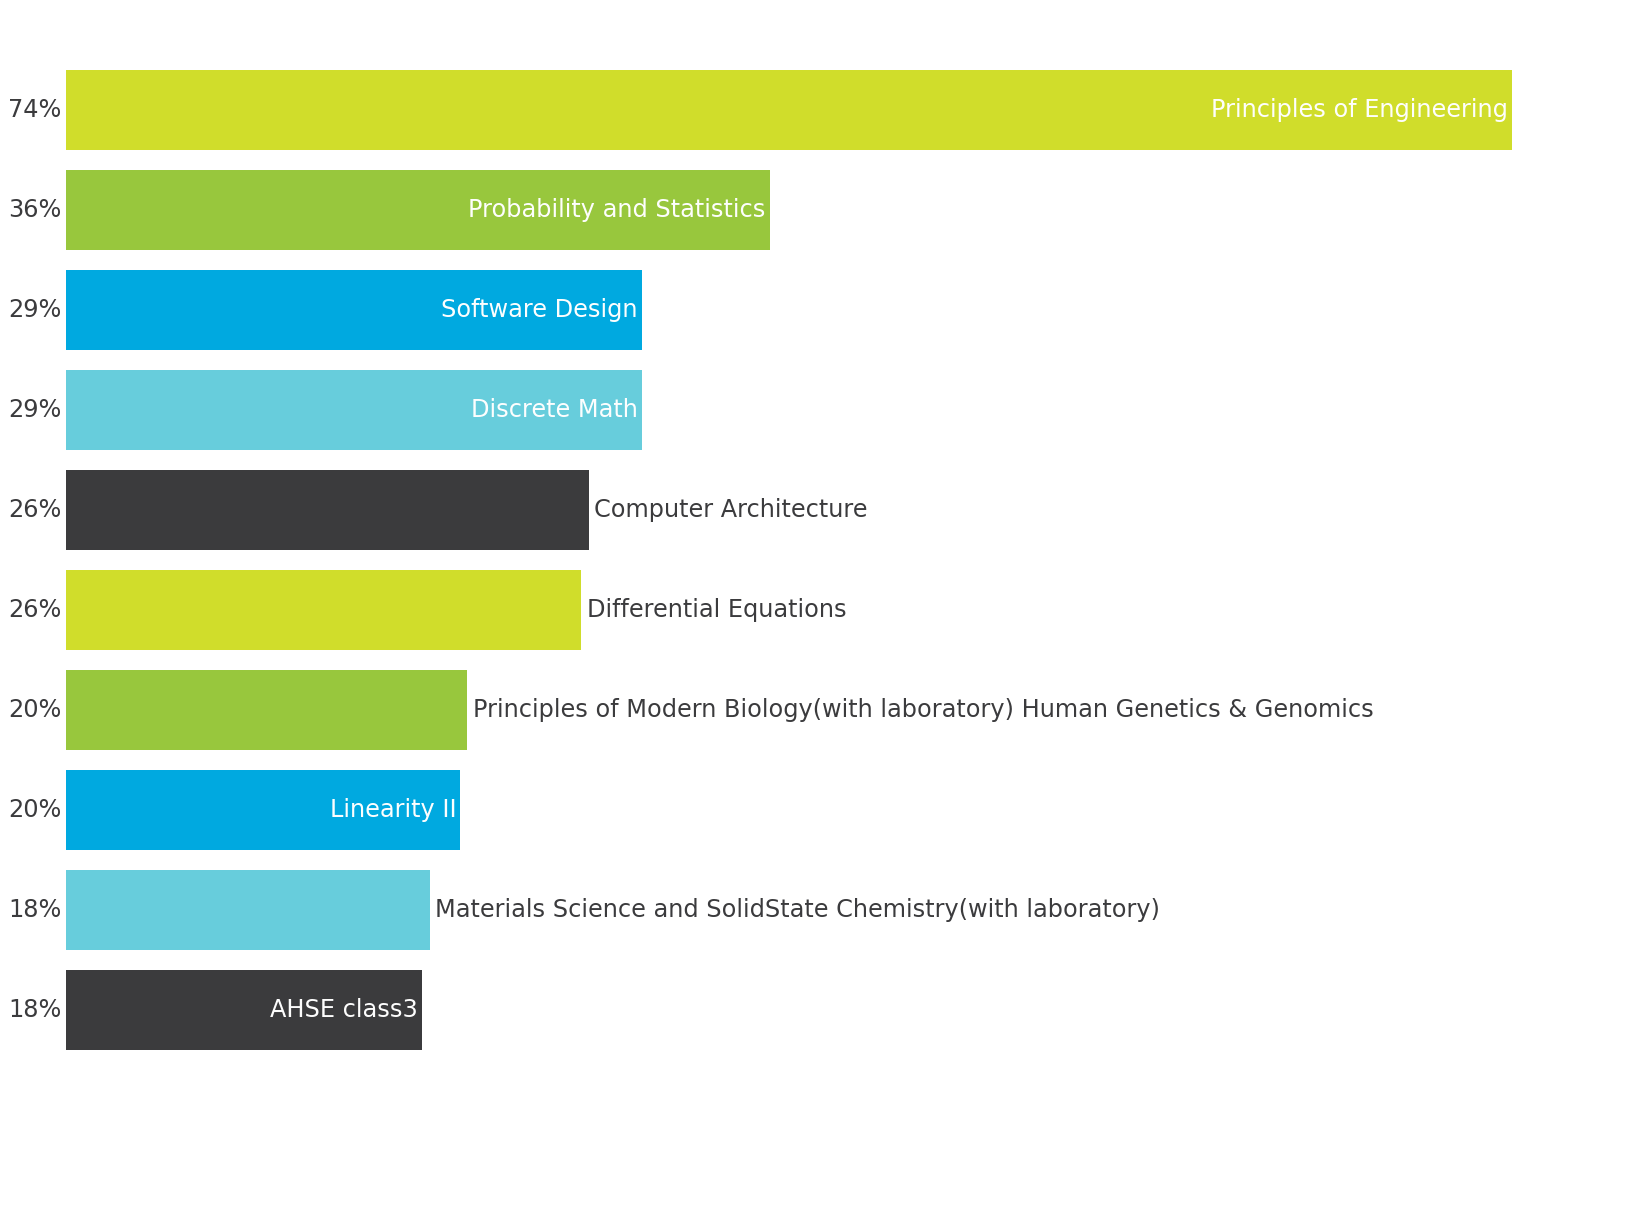 74% Principles of Engineering
36% Probability and Statistics
29% Software Design
29% Discrete Math
26% Computer Architecture
26% Differential Equations
20% Principles of Modern Biology(with laboratory) Human Genetics & Genomics
20% Linearity II
18% Materials Science and SolidState Chemistry(with laboratory)
18% AHSE class3